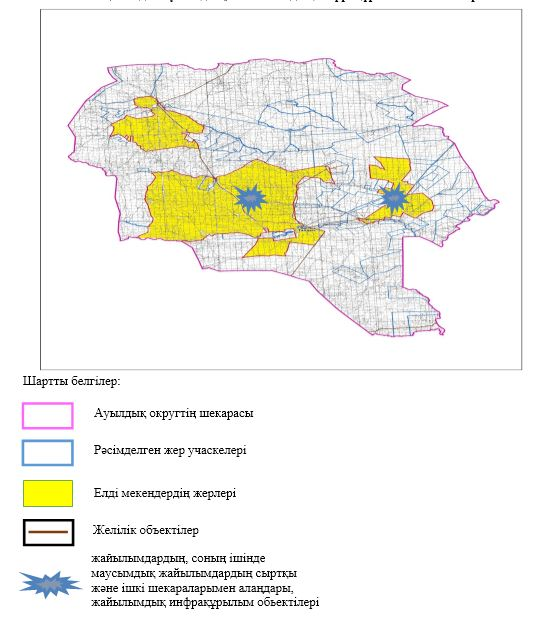 Шартты белгілер:
Ауылдық округтің шекарасы
Рәсімделген жер учаскелері
Елді мекендердің жерлері
Желілік объектілер
жайылымдардың, соның ішінде
маусымдық жайылымдардың сыртқы
және ішкі шекараларымен алаңдары,
жайылымдық инфрақұрылым объектілері